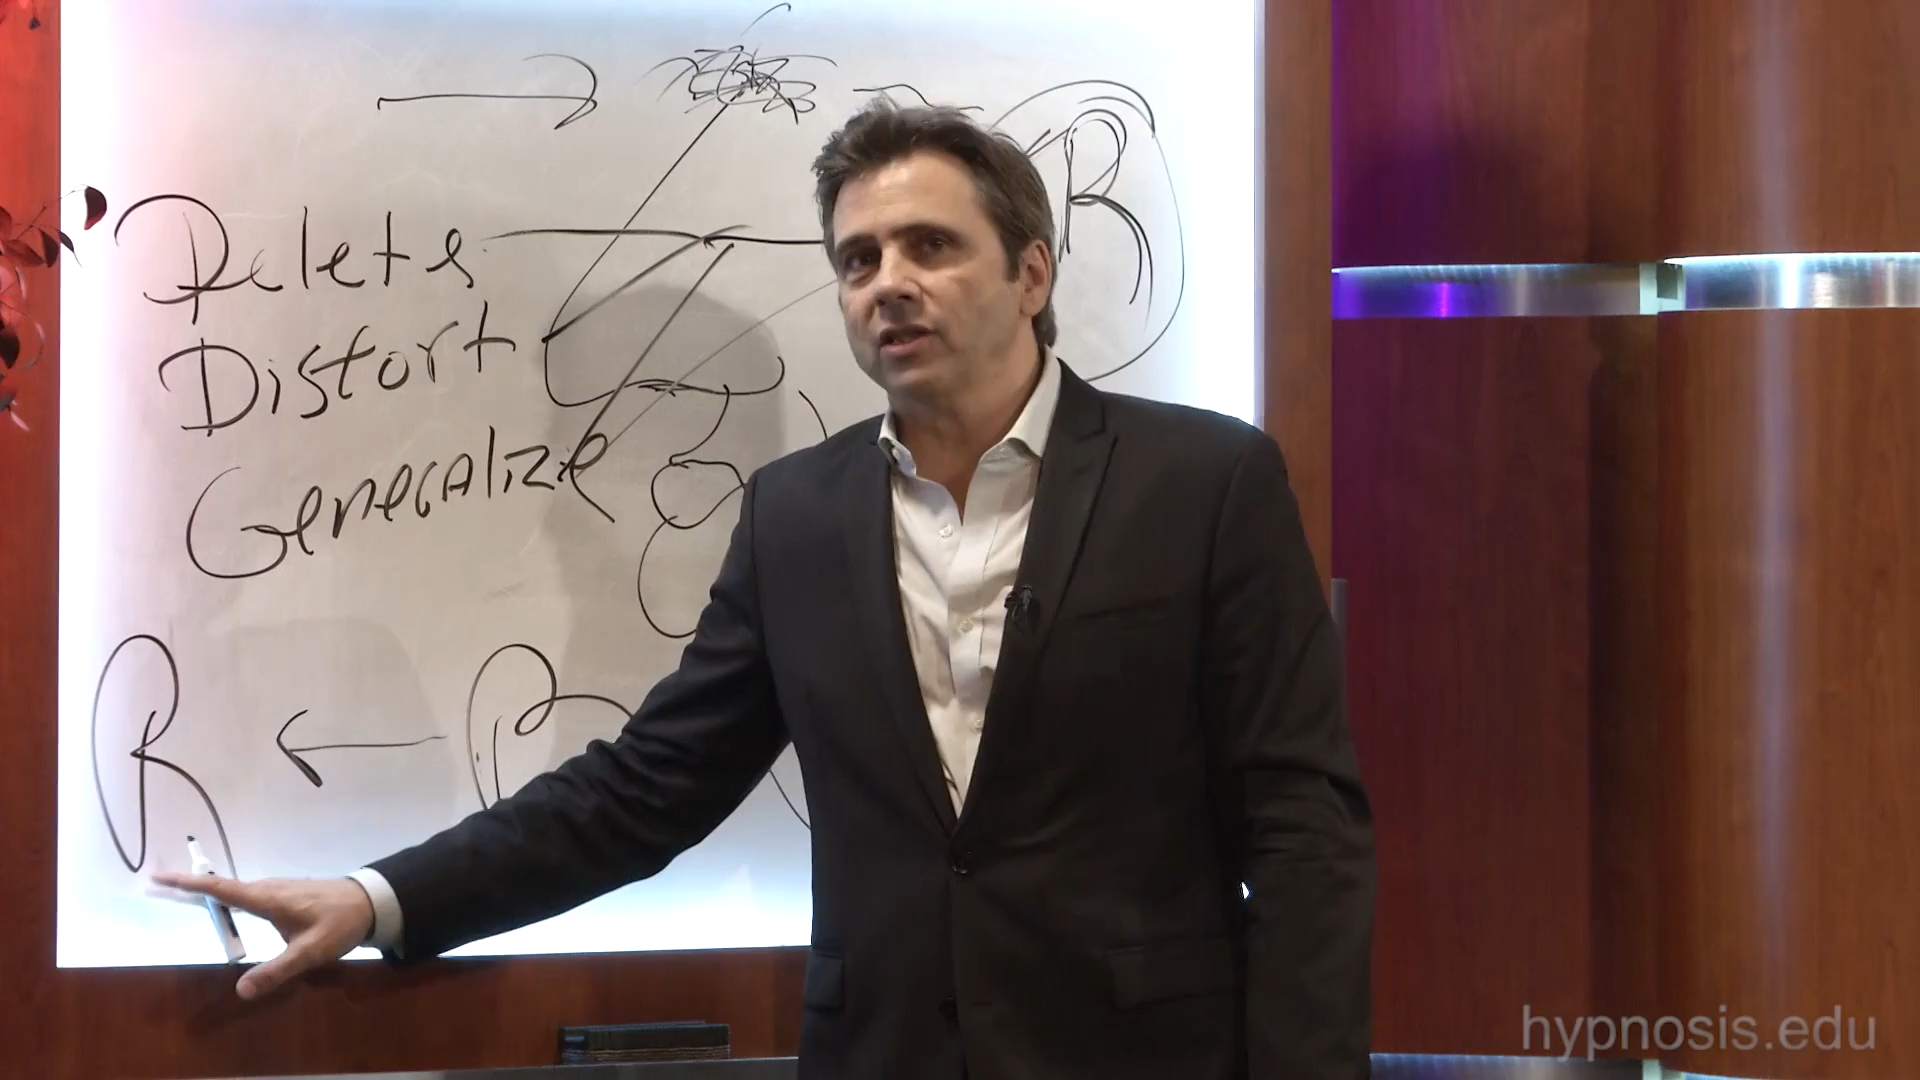 R
Delete
Distort
Generalize
R
hypnosis.edu